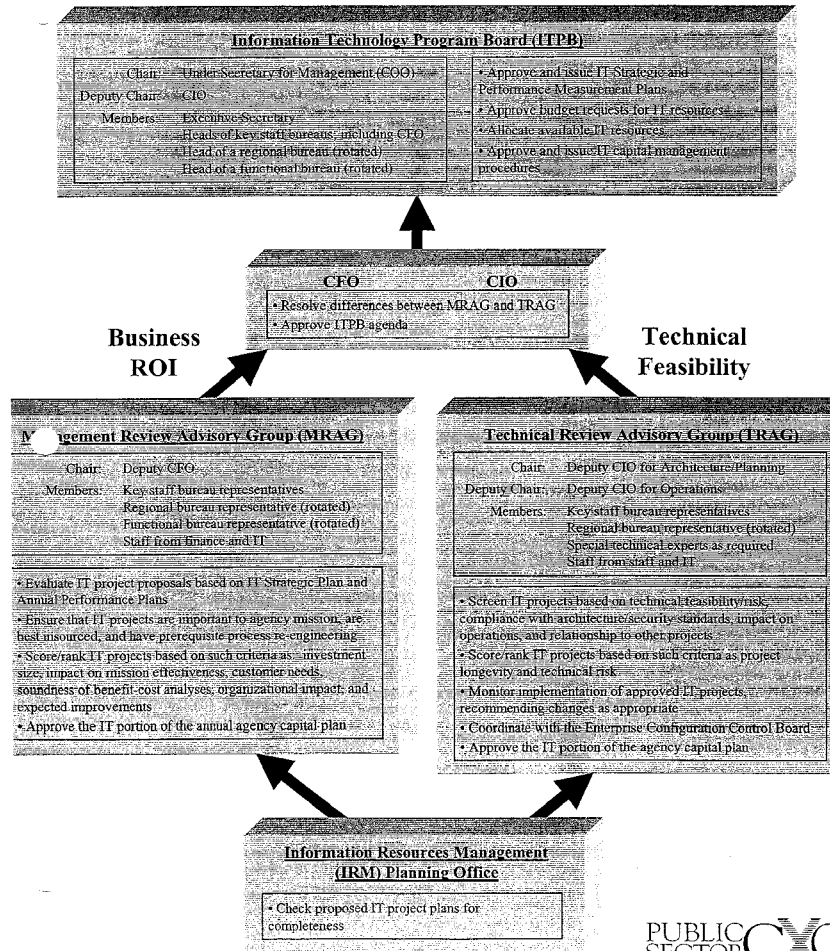 Information Technology Program Board (ITPB)
Chair: Under Secretary for Management (COO)
Deputy Chair: CIO
Members: Executive Secretary
Heads of key staff bureaus, including CFO
Head of a regional bureau (rotated)
Head of a functional bureau (rotated)
• Approve and issue IT Strategic and
Performance Measurement Plans
• Approve budget requests for IT resources
• Allocate available IT resources
• Approve and issue IT capital management
procedures
CFO CIO
• Resolve differences between MRAG and TRAG
• Approve ITPB agenda
Business
ROI
Technical
Feasibility
M gement Review Advisory Group (MRAG)
Chair: Deputy CFO
Members: Key staff bureau representatives
Regional bureau representative (rotated)
Functional bureau representative (rotated)
Staff from finance and IT
• Evaluate IT project proposals based on IT Strategic Plan and
Annual Performance Plans
• Ensure that IT projects are important to agency mission, are
best insourced, and have prerequisite process re-engineering
• Score/rank IT projects based on such criteria as investment
size, impact on mission effectiveness, customer needs,
soundness of benefit-cost analyses, organizational impact, and
expected improvements
• Approve the IT portion of the annual agency capital plan
Technical Review Advisory Group (TRAG)
Chair: Deputy CIO for Architecture/Planning
Deputy Chair: Deputy CIO for Operations
Members: Key staff bureau representatives
Regional bureau representative (rotated)
Special technical experts as required
Staff from staff and IT
• Screen IT projects based on technical feasibility/risk,
compliance with architecture/security standards, impact on
operations, and relationship to other projects
• Score/rank IT projects based on such criteria as project
longevity and technical risk
• Monitor implementation of approved IT projects,
recommending changes as appropriate
• Coordinate with the Enterprise Configuration Control Board
• Approve the IT portion of the agency capital plan
Information Resources Management
(IRM) Planning Office
• Check proposed IT project plans for
completeness
PUBLIC
SECTOR